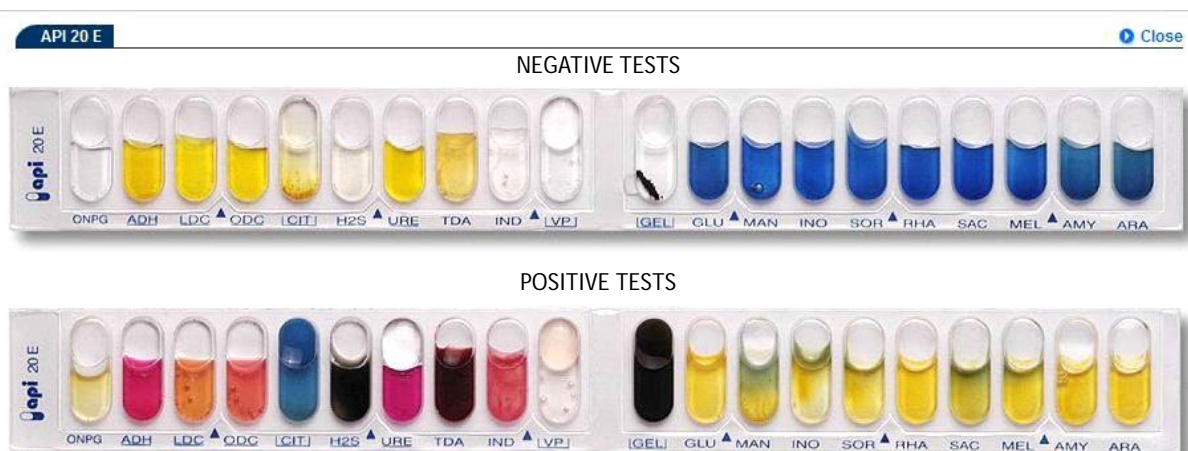 API 20 E
Close
NEGATIVE TESTS
api 20 E
ONPG ADH LDC ODC CIT H2S URE TDA IND VP GEL GLU MAN INO SOR RHA SAC MEL AMY ARA
POSITIVE TESTS
api 20 E
ONPG ADH LDC ODC CIT H2S URE TDA IND VP GEL GLU MAN INO SOR RHA SAC MEL AMY ARA